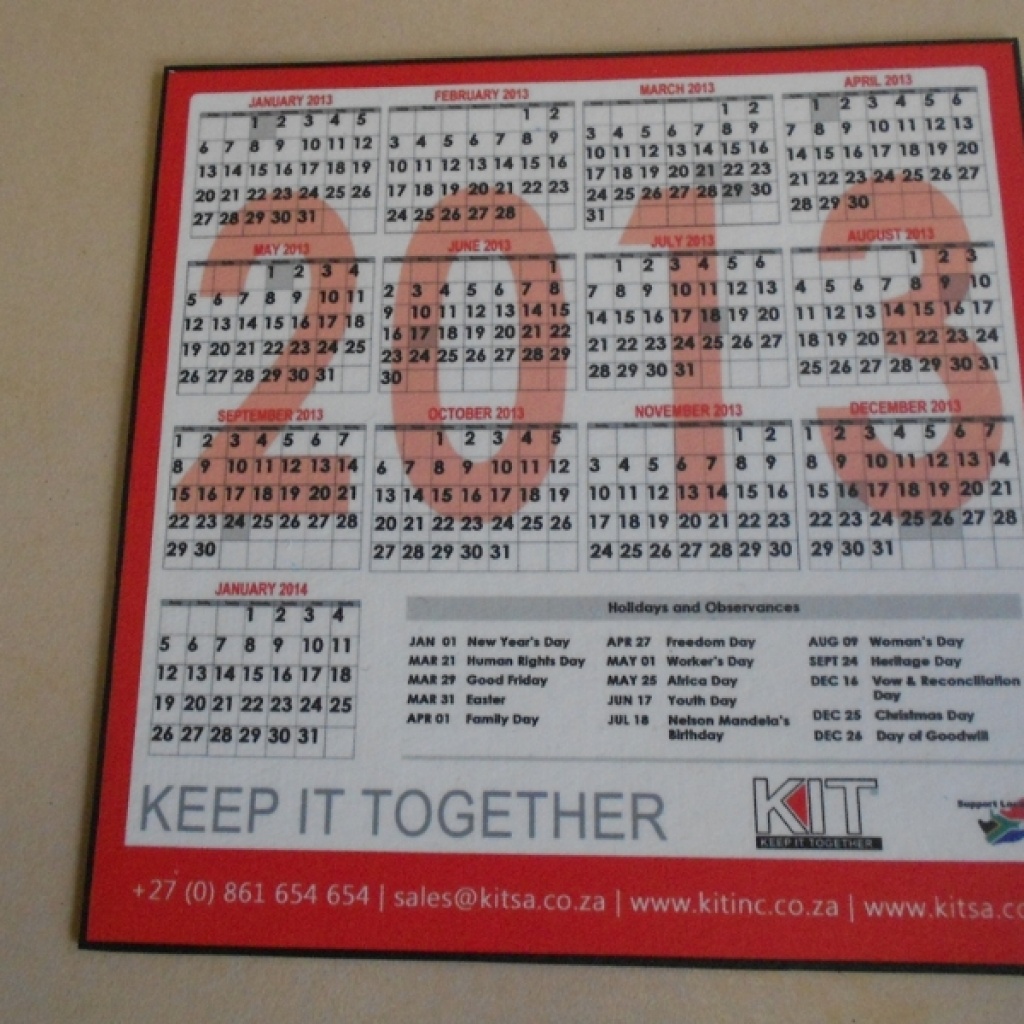 JANUARY 2013 FEBRUARY 2013 MARCH 2013 APRIL 2013
1 2 3 4 5
6 7 8 9 10 11 12
13 14 15 16 17 18 19
20 21 22 23 24 25 26
27 28 29 30 31
1 2
3 4 5 6 7 8 9
10 11 12 13 14 15 16
17 18 19 20 21 22 23
24 25 26 27 28
1 2
3 4 5 6 7 8 9
10 11 12 13 14 15 16
17 18 19 20 21 22 23
24 25 26 27 28 29 30
31
1 2 3 4 5 6
7 8 9 10 11 12 13
14 15 16 17 18 19 20
21 22 23 24 25 26 27
28 29 30
2013
MAY 2013 JUNE 2013 JULY 2013 AUGUST 2013
1 2 3 4
5 6 7 8 9 10 11
12 13 14 15 16 17 18
19 20 21 22 23 24 25
26 27 28 29 30 31
1
2 3 4 5 6 7 8
9 10 11 12 13 14 15
16 17 18 19 20 21 22
23 24 25 26 27 28 29
30
1 2 3 4 5 6
7 8 9 10 11 12 13
14 15 16 17 18 19 20
21 22 23 24 25 26 27
28 29 30 31
1 2 3
4 5 6 7 8 9 10
11 12 13 14 15 16 17
18 19 20 21 22 23 24
25 26 27 28 29 30 31
SEPTEMBER 2013 OCTOBER 2013 NOVEMBER 2013 DECEMBER 2013
1 2 3 4 5 6 7
8 9 10 11 12 13 14
15 16 17 18 19 20 21
22 23 24 25 26 27 28
29 30
1 2 3 4 5
6 7 8 9 10 11 12
13 14 15 16 17 18 19
20 21 22 23 24 25 26
27 28 29 30 31
1 2
3 4 5 6 7 8 9
10 11 12 13 14 15 16
17 18 19 20 21 22 23
24 25 26 27 28 29 30
1 2 3 4 5 6 7
8 9 10 11 12 13 14
15 16 17 18 19 20 21
22 23 24 25 26 27 28
29 30 31
JANUARY 2014
1 2 3 4
5 6 7 8 9 10 11
12 13 14 15 16 17 18
19 20 21 22 23 24 25
26 27 28 29 30 31
Holidays and Observances
JAN 01 New Year's Day
MAR 21 Human Rights Day
MAR 29 Good Friday
MAR 31 Easter
APR 01 Family Day
APR 27 Freedom Day
MAY 01 Worker's Day
MAY 25 Africa Day
JUN 17 Youth Day
JUL 18 Nelson Mandela's
Birthday
AUG 09 Woman's Day
SEPT 24 Heritage Day
DEC 16 Vow & Reconciliation
Day
DEC 25 Christmas Day
DEC 26 Day of Goodwill
KEEP IT TOGETHER
KIT
KEEP IT TOGETHER
Support
+27 (0) 861 654 654 | sales@kitsa.co.za | www.kitinc.co.za | www.kitsa.co